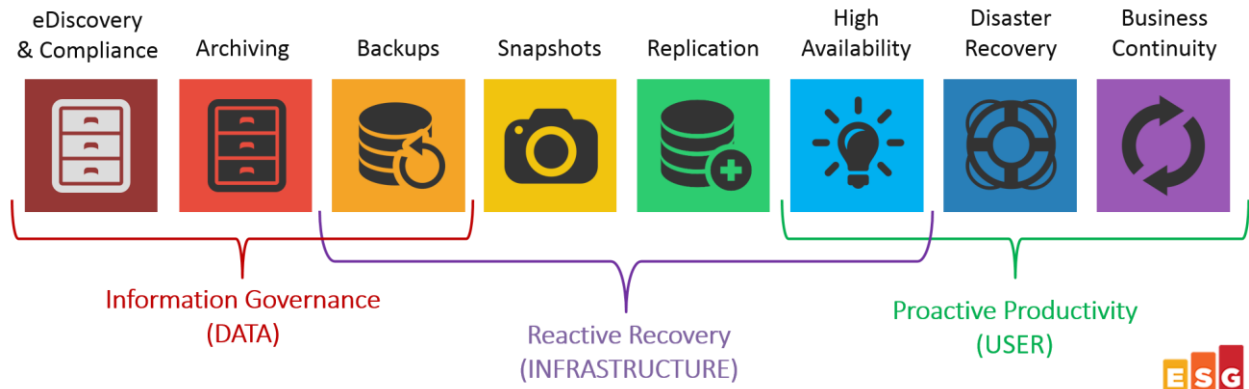 eDiscovery
& Compliance
Archiving
Backups
Snapshots
Replication
High
Availability
Disaster
Recovery
Business
Continuity
Information Governance
(DATA)
Reactive Recovery
(INFRASTRUCTURE)
Proactive Productivity
(USER)
ESG